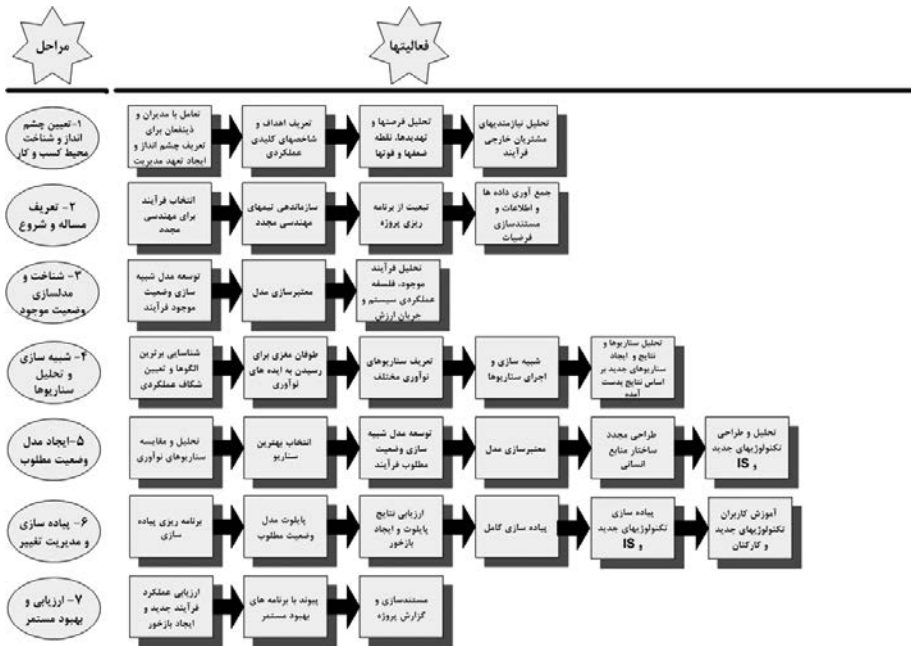 مراحل
فعالیتها
۱-تعیین چشم
انداز و شناخت
محیط کسب و کار
تعامل با مدیران و
ذینفعان برای
تعریف چشم انداز و
ایجاد تعهد مدیریت
تعریف اهداف و
شاخصهای کلیدی
عملکردی
تحلیل فرصتها و
تهدیدها، نقطه
ضعفها و قوتها
تحلیل نیازمندیهای
مشتریان خارجی
فرآیند
۲- تعریف
مساله و شروع
انتخاب فرآیند
برای مهندسی
مجدد
سازماندهی تیمهای
مهندسی مجدد
تبعیت از برنامه
ریزی پروژه
جمع آوری داده ها
و اطلاعات و
مستندسازی
فرضیات
۳- شناخت و
مدلسازی
وضعیت موجود
توسعه مدل شبیه
سازی وضعیت
موجود فرآیند
معتبرسازی مدل
تحلیل فرآیند
موجود، فلسفه
عملکردی سیستم و
جریان ارزش
۴- شبیه سازی
و تحلیل
سناریوها
شناسایی برترین
الگوها و تعیین
شکاف عملکردی
طوفان مغزی برای
رسیدن به ایده های
نوآوری
تعریف سناریوهای
نوآوری مختلف
شبیه سازی و
اجرای سناریوها
تحلیل سناریوها و
نتایج و ایجاد
سناریوهای جدید بر
اساس نتایج بدست
آمده
۵-ایجاد مدل
وضعیت مطلوب
تحلیل و مقایسه
سناریوهای نوآوری
انتخاب بهترین
سناریو
توسعه مدل شبیه
سازی وضعیت
مطلوب فرآیند
معتبرسازی مدل
طراحی مجدد
ساختار منابع
انسانی
تحلیل و طراحی
تکنولوژیهای جدید
و IS
۶- پیاده سازی
و مدیریت تغییر
برنامه ریزی پیاده
سازی
پایلوت مدل
وضعیت مطلوب
ارزیابی نتایج
پایلوت و ایجاد
بازخور
پیاده سازی کامل
پیاده سازی
تکنولوژیهای جدید
و IS
آموزش کاربران
تکنولوژیهای جدید
و کارکنان
۷- ارزیابی و
بهبود مستمر
ارزیابی عملکرد
فرآیند جدید و
ایجاد بازخور
پیوند با برنامه های
بهبود مستمر
مستندسازی و
گزارش پروژه